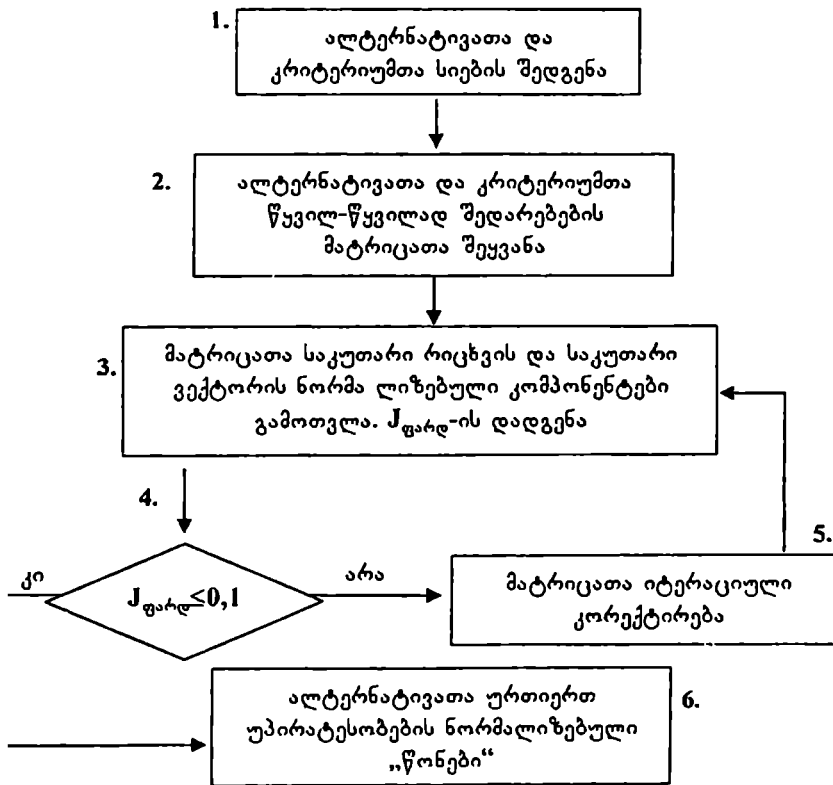 1.
ალტერნატივათა და
კრიტერიუმთა სიების შედგენა
2.
ალტერნატივათა და კრიტერიუმთა
წყვილ-წყვილად შედარებების
მატრიცათა შეყვანა
3.
მატრიცათა საკუთარი რიცხვის და საკუთარი
ვექტორის ნორმა ლიზებული კომპონენტები
გამოთვლა. Jფარდ-ის დადგენა
4.
კი
Jფარდ≤0,1
არა
5.
მატრიცათა იტერაციული
კორექტირება
ალტერნატივათა ურთიერთ
უპირატესობების ნორმალიზებული
„წონები“
6.